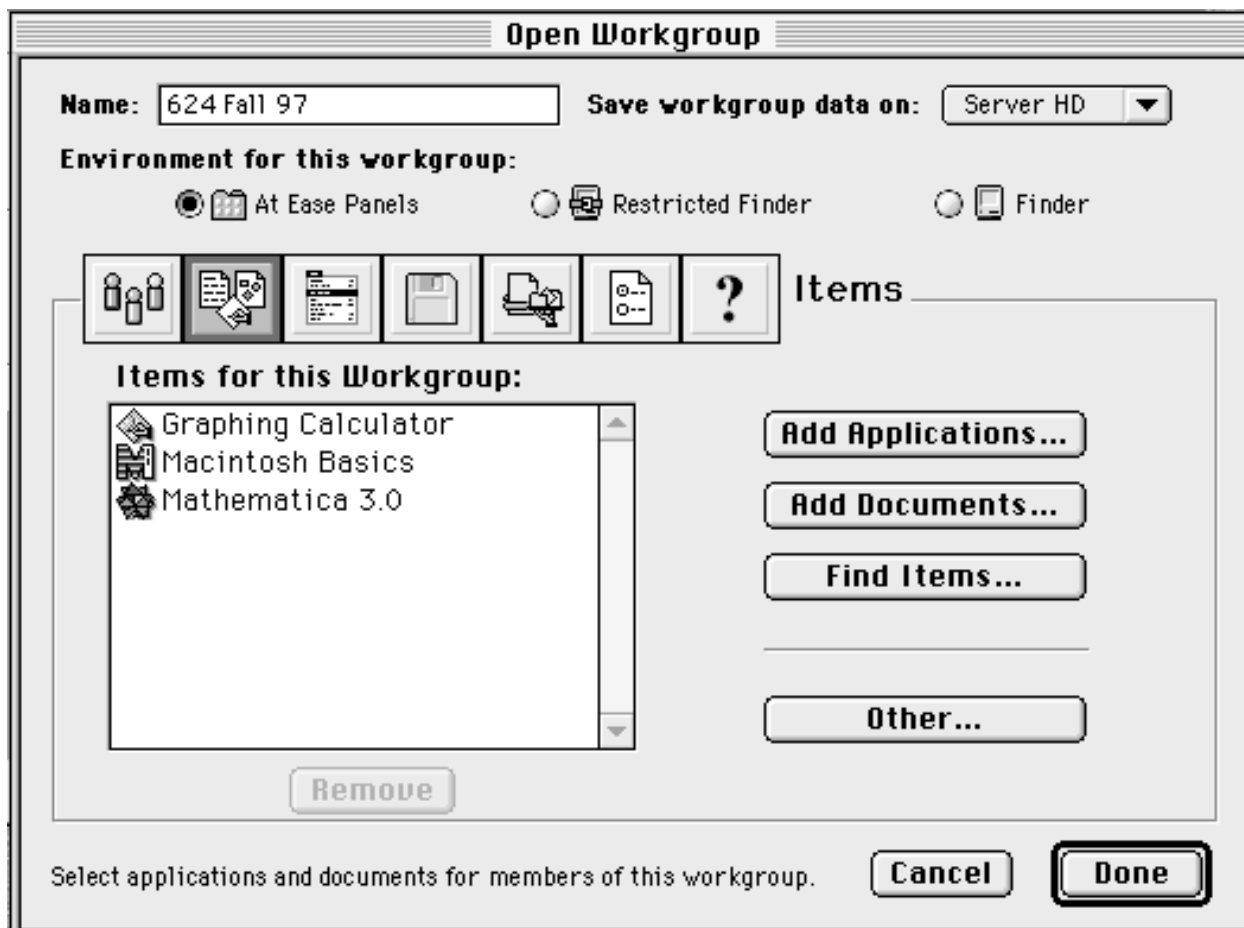 Open Workgroup
Name: 624 Fall 97 Save workgroup data on: Server HD
Environment for this workgroup:
At Ease Panels Restricted Finder Finder
? Items
Items for this Workgroup:
Graphing Calculator
Macintosh Basics
Mathematica 3.0
Add Applications...
Add Documents...
Find Items...
Other...
Remove
Select applications and documents for members of this workgroup. Cancel Done